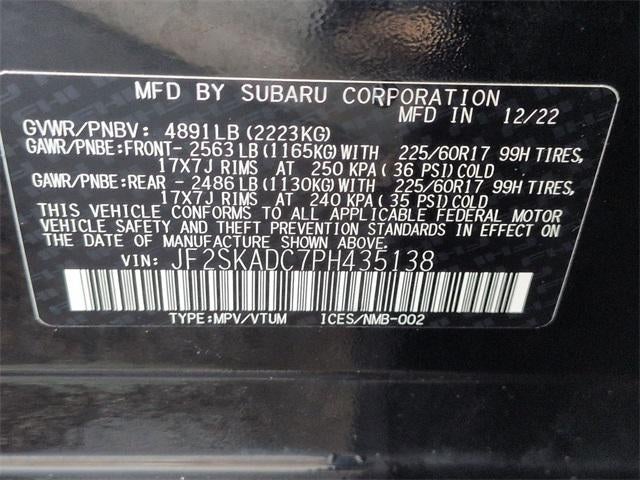 MFD BY SUBARU CORPORATION
MFD IN 12/22
GVWR/PNBV: 4891LB(2223KG)
GAWR/PNBE:FRONT- 2563LB(1165KG)WITH 225/60R17 99H TIRES,
17X7J RIMS AT 250 KPA(36 PSI)COLD
GAWR/PNBE:REAR - 2486LB(1130KG)WITH 225/60R17 99H TIRES,
17X7J RIMS AT 240 KPA(35 PSI)COLD
THIS VEHICLE CONFORMS TO ALL APPLICABLE FEDERAL MOTOR
VEHICLE SAFETY AND THEFT PREVENTION STANDARDS IN EFFECT ON
THE DATE OF MANUFACTURE SHOWN ABOVE.
VIN: JF2SKADC7PH435138
TYPE:MPV/VTUM ICES/NMB-002